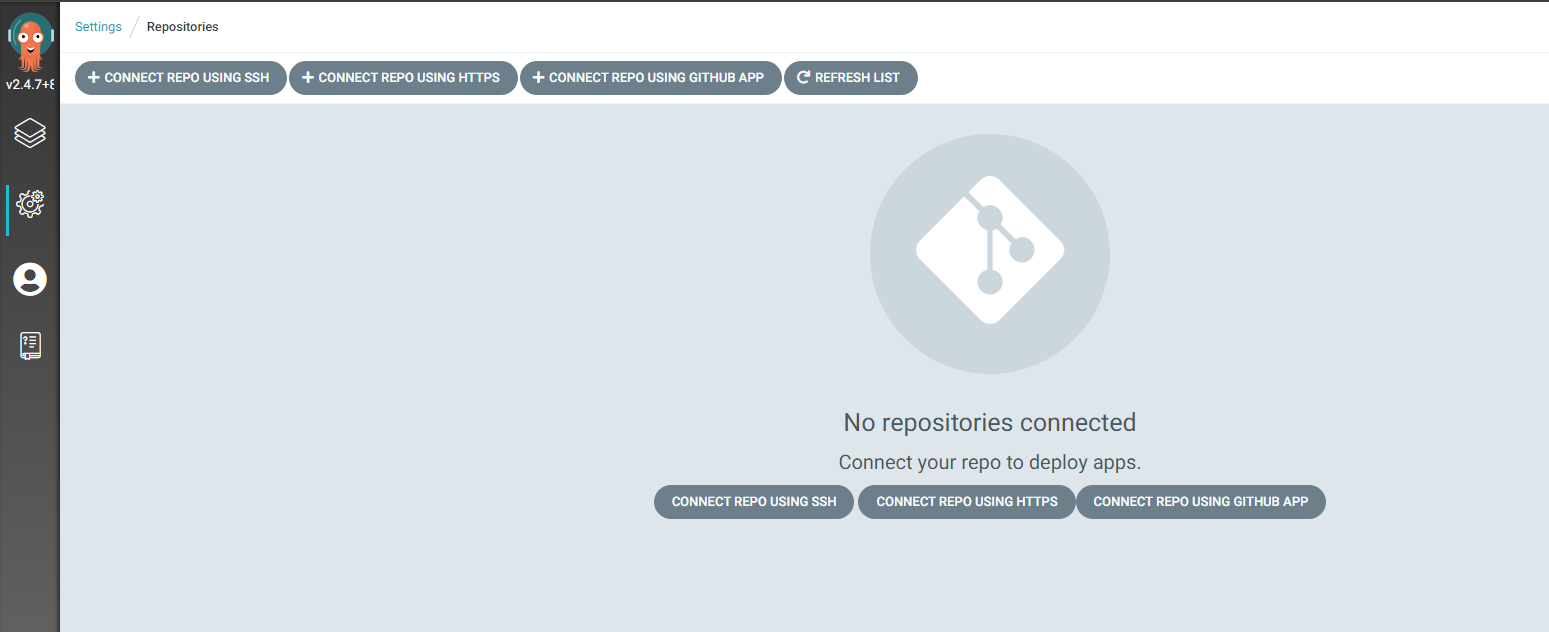 Settings / Repositories
v2.4.7+8
CONNECT REPO USING SSH CONNECT REPO USING HTTPS CONNECT REPO USING GITHUB APP REFRESH LIST
No repositories connected
Connect your repo to deploy apps.
CONNECT REPO USING SSH CONNECT REPO USING HTTPS CONNECT REPO USING GITHUB APP